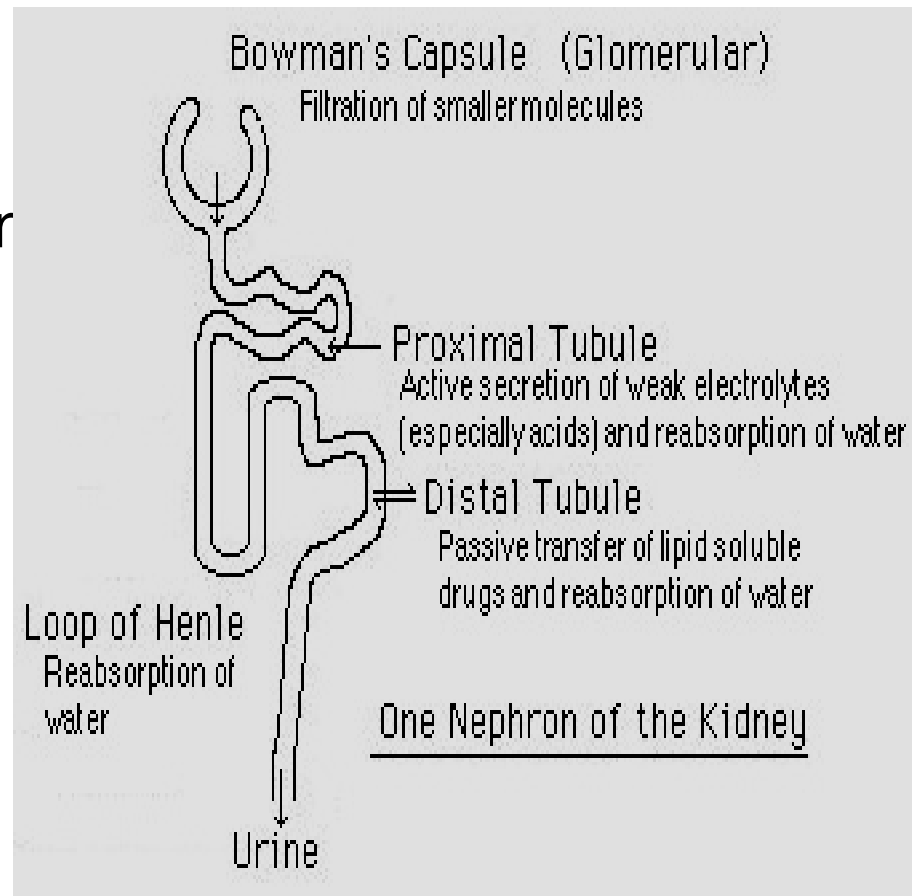 Bowman's Capsule (Glomerular)
Filtration of smaller molecules
r
Proximal Tubule
Active secretion of weak electrolytes
(especially acids) and reabsorption of water
Distal Tubule
Passive transfer of lipid soluble
drugs and reabsorption of water
Loop of Henle
Reabsorption of
water
One Nephron of the Kidney
Urine